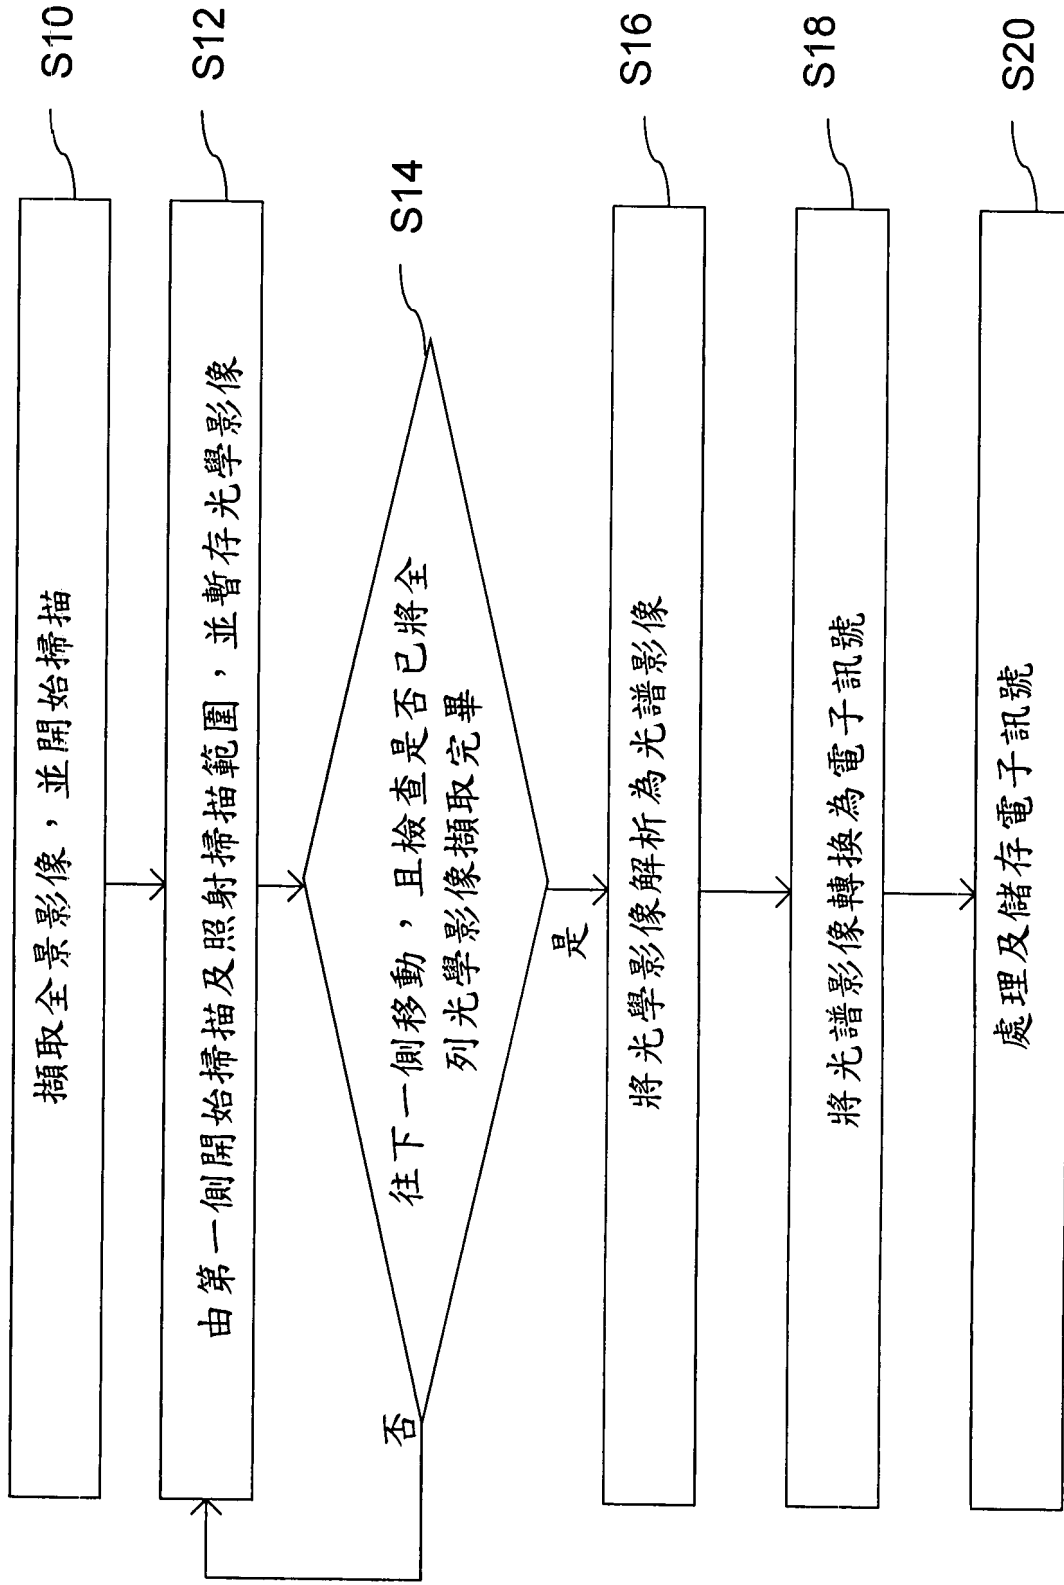 擷取全景影像，並開始掃描
S10
由第一側開始掃描及照射掃描範圍，並暫存光學影像
S12
往下一側移動，且檢查是否已將全
列光學影像擷取完畢
S14
否
是
將光學影像解析為光譜影像
S16
將光譜影像轉換為電子訊號
S18
處理及儲存電子訊號
S20